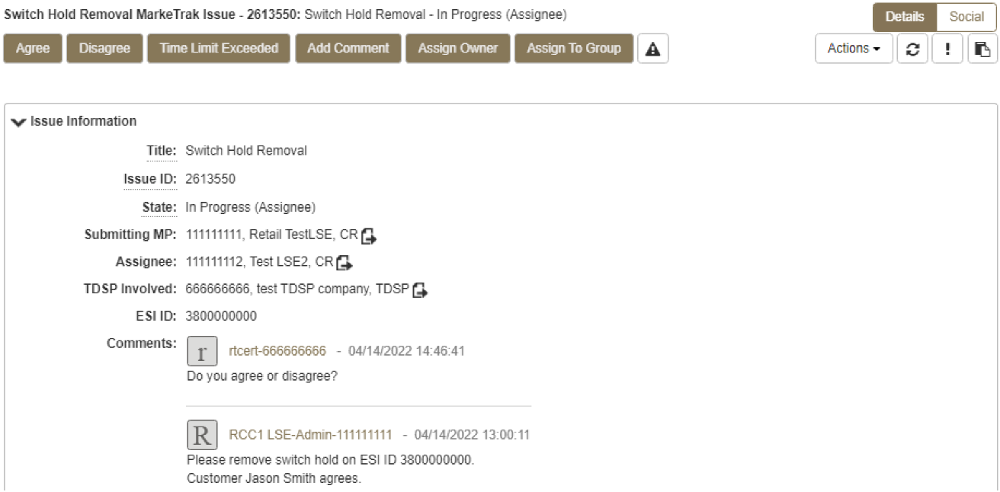 Switch Hold Removal MarkeTrak Issue - 2613550: Switch Hold Removal - In Progress (Assignee)
Details Social
Agree Disagree Time Limit Exceeded Add Comment Assign Owner Assign To Group Actions !
Issue Information
Title: Switch Hold Removal
Issue ID: 2613550
State: In Progress (Assignee)
Submitting MP: 111111111, Retail TestLSE, CR
Assignee: 111111112, Test LSE2, CR
TDSP Involved: 666666666, test TDSP company, TDSP
ESI ID: 3800000000
Comments: r rtcert-666666666 - 04/14/2022 14:46:41
Do you agree or disagree?
R RCC1 LSE-Admin-111111111 - 04/14/2022 13:00:11
Please remove switch hold on ESI ID 3800000000.
Customer Jason Smith agrees.